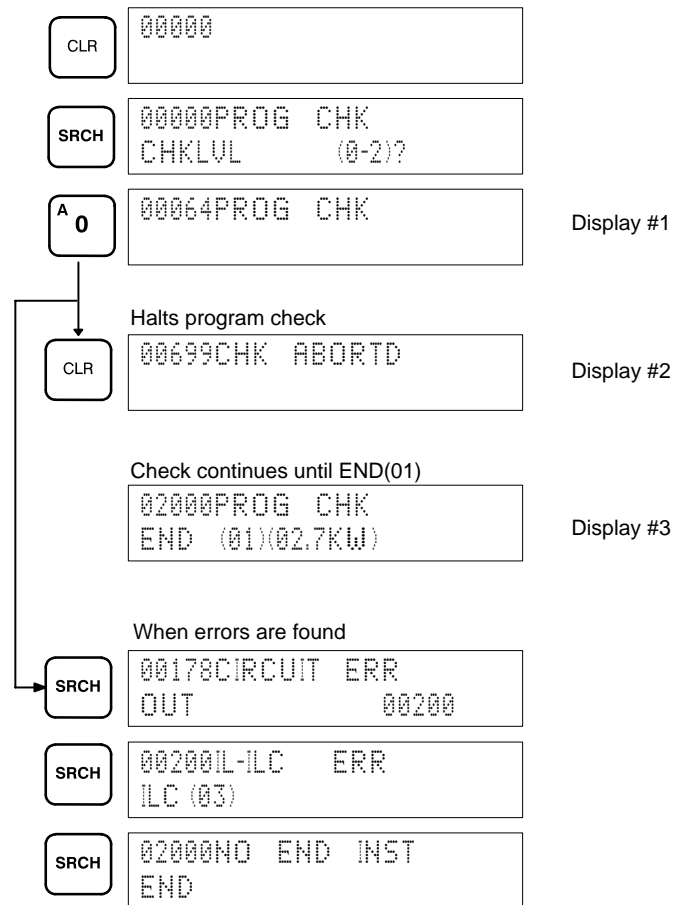 CLR
00000
SRCH
00000PROG CHK
CHKLVL (0-2)?
A 0
00064PROG CHK
Display #1
Halts program check
CLR
00699CHK ABORTD
Display #2
Check continues until END(01)
02000PROG CHK
END (01)(02.7KW)
Display #3
When errors are found
SRCH
00178CIRCUIT ERR
OUT 00200
SRCH
00200IL-ILC ERR
ILC (03)
SRCH
02000NO END INST
END